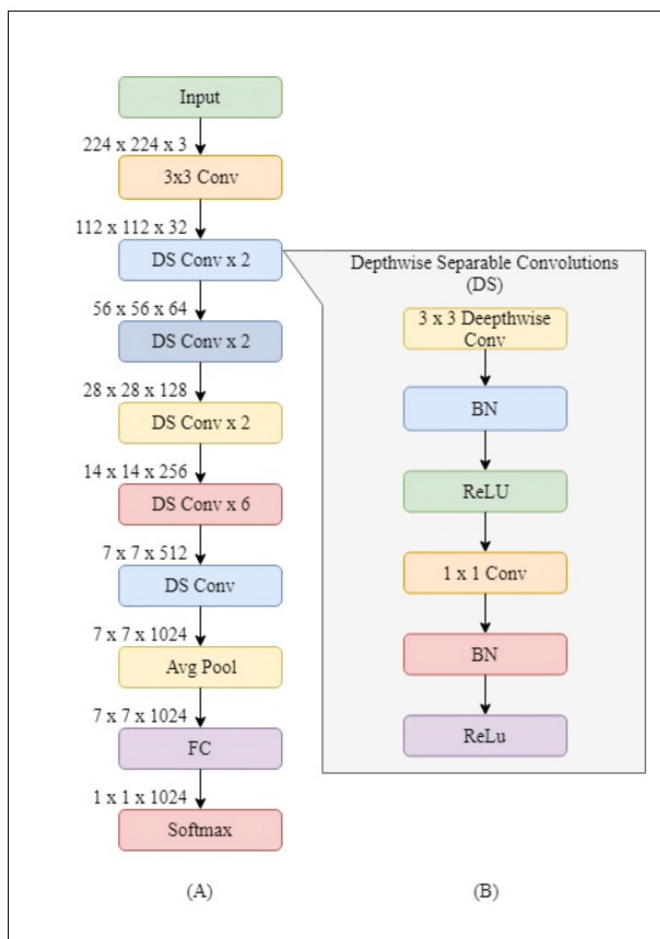 Input
224 x 224 x 3
3x3 Conv
112 x 112 x 32
DS Conv x 2
56 x 56 x 64
DS Conv x 2
28 x 28 x 128
DS Conv x 2
14 x 14 x 256
DS Conv x 6
7 x 7 x 512
DS Conv
7 x 7 x 1024
Avg Pool
7 x 7 x 1024
FC
1 x 1 x 1024
Softmax
(A)
Depthwise Separable Convolutions
(DS)
3 x 3 Deepthwise
Conv
BN
ReLU
1 x 1 Conv
BN
ReLu
(B)